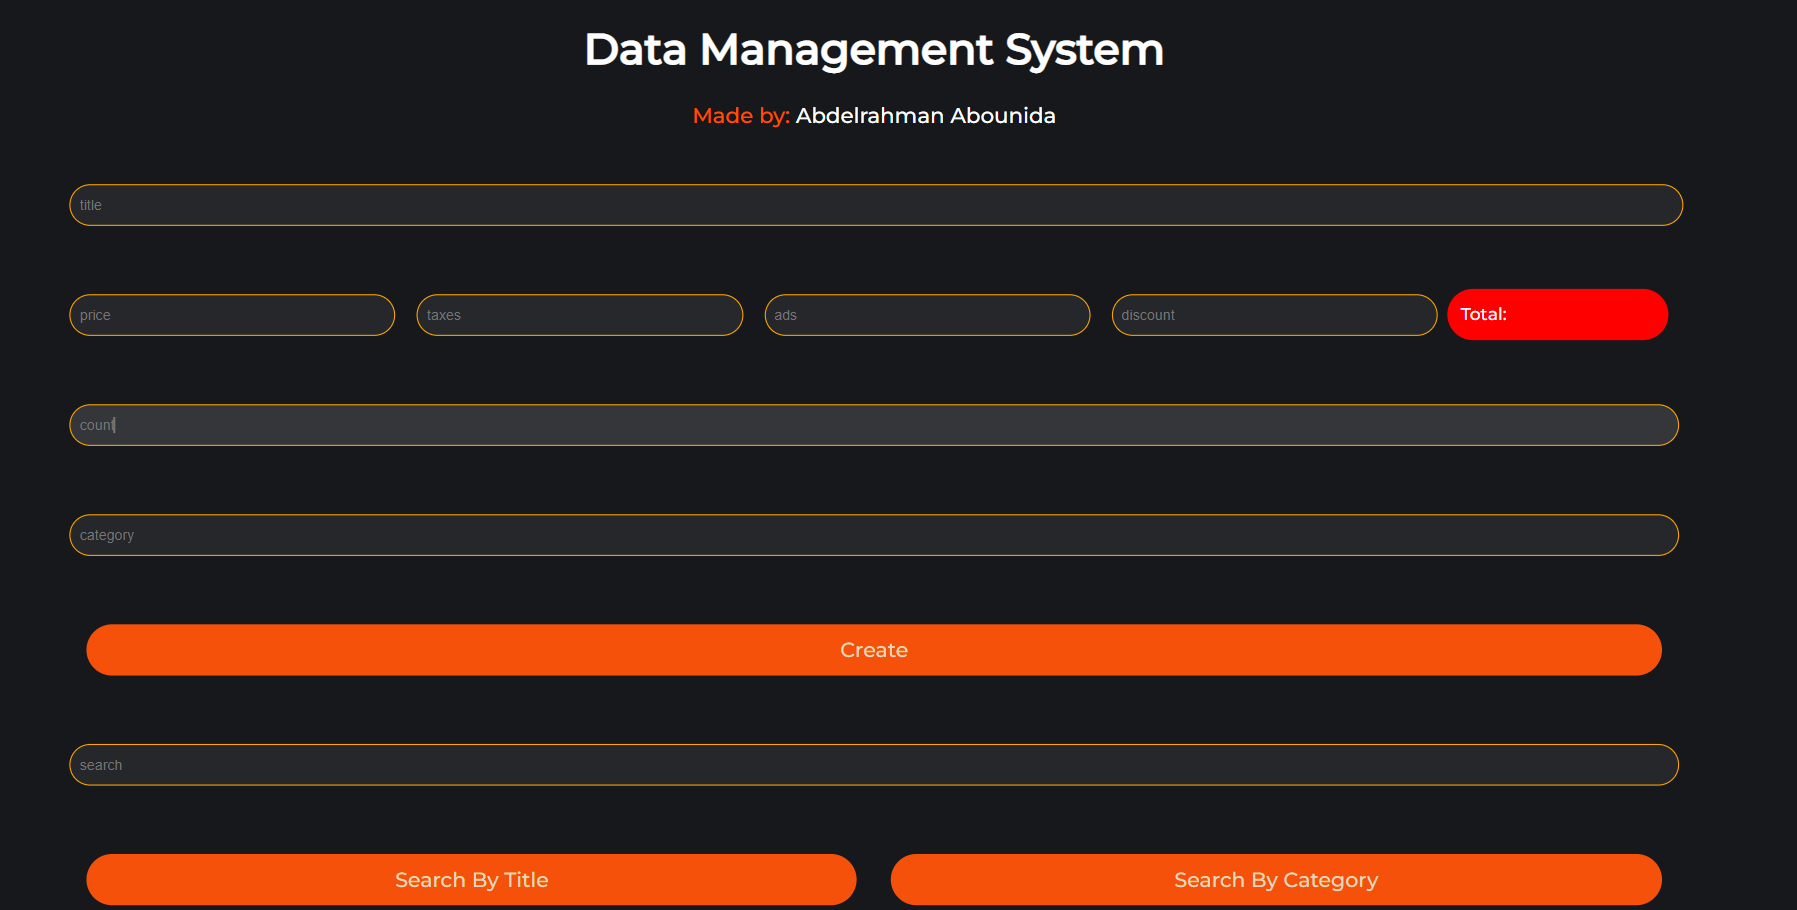 Data Management System
Made by: Abdelrahman Abounida
title
price taxes ads discount Total:
count
category
Create
search
Search By Title Search By Category